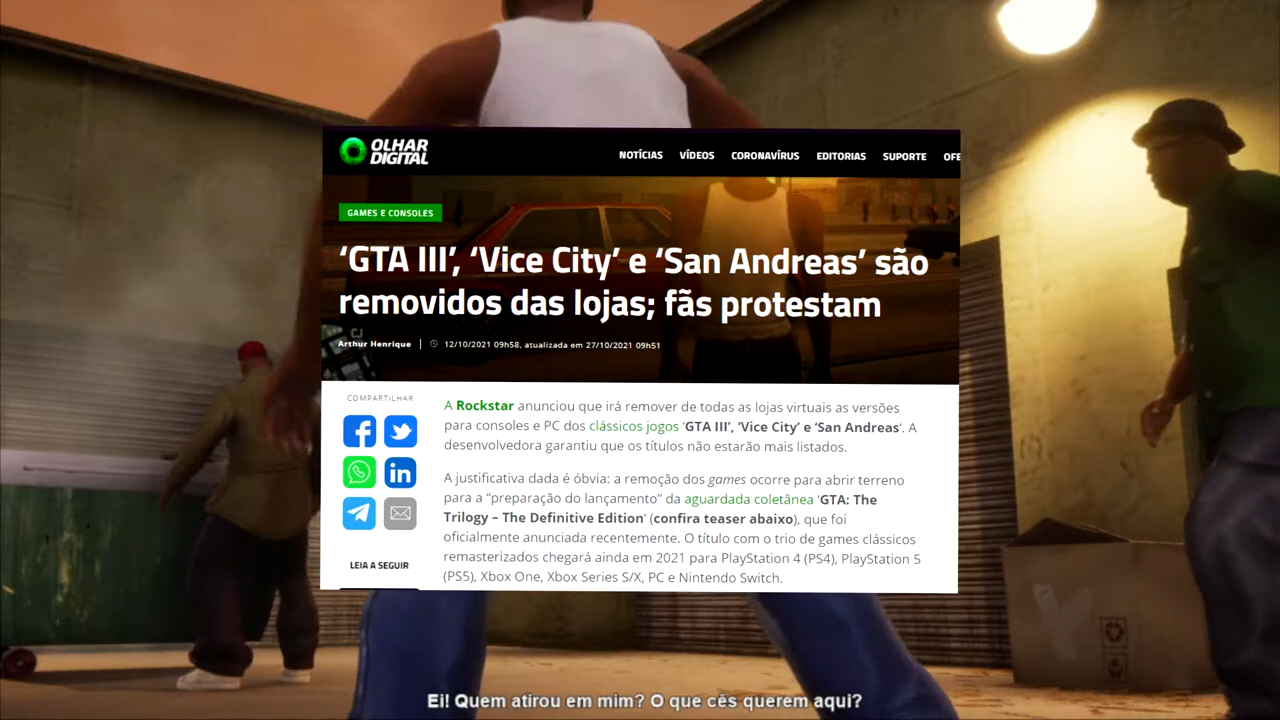 OLHAR
DIGITAL
NOTÍCIAS VÍDEOS CORONAVÍRUS EDITORIAS SUPORTE OFE
GAMES E CONSOLES
‘GTA III’, ‘Vice City’ e ‘San Andreas’ são
removidos das lojas; fãs protestam
CJ
Arthur Henrique | 12/10/2021 09h58, atualizada em 27/10/2021 09h51
COMPARTILHAR
A Rockstar anunciou que irá remover de todas as lojas virtuais as versões
para consoles e PC dos clássicos jogos ‘GTA III’, ‘Vice City’ e ‘San Andreas‘. A
desenvolvedora garantiu que os títulos não estarão mais listados.
A justificativa dada é óbvia: a remoção dos games ocorre para abrir terreno
para a “preparação do lançamento” da aguardada coletânea ‘GTA: The
Trilogy – The Definitive Edition‘ (confira teaser abaixo), que foi
oficialmente anunciada recentemente. O título com o trio de games clássicos
remasterizados chegará ainda em 2021 para PlayStation 4 (PS4), PlayStation 5
(PS5), Xbox One, Xbox Series S/X, PC e Nintendo Switch.
LEIA A SEGUIR
Ei! Quem atirou em mim? O que cês querem aqui?